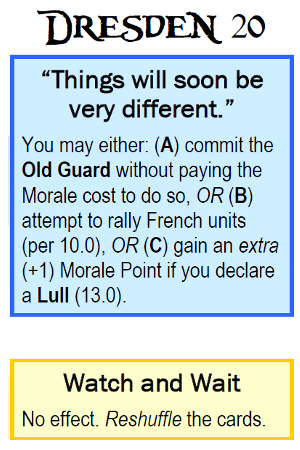 DRESDEN 20
“Things will soon be
very different.”
You may either: (A) commit the
Old Guard without paying the
Morale cost to do so, OR (B)
attempt to rally French units
(per 10.0), OR (C) gain an extra
(+1) Morale Point if you declare
a Lull (13.0).
Watch and Wait
No effect. Reshuffle the cards.